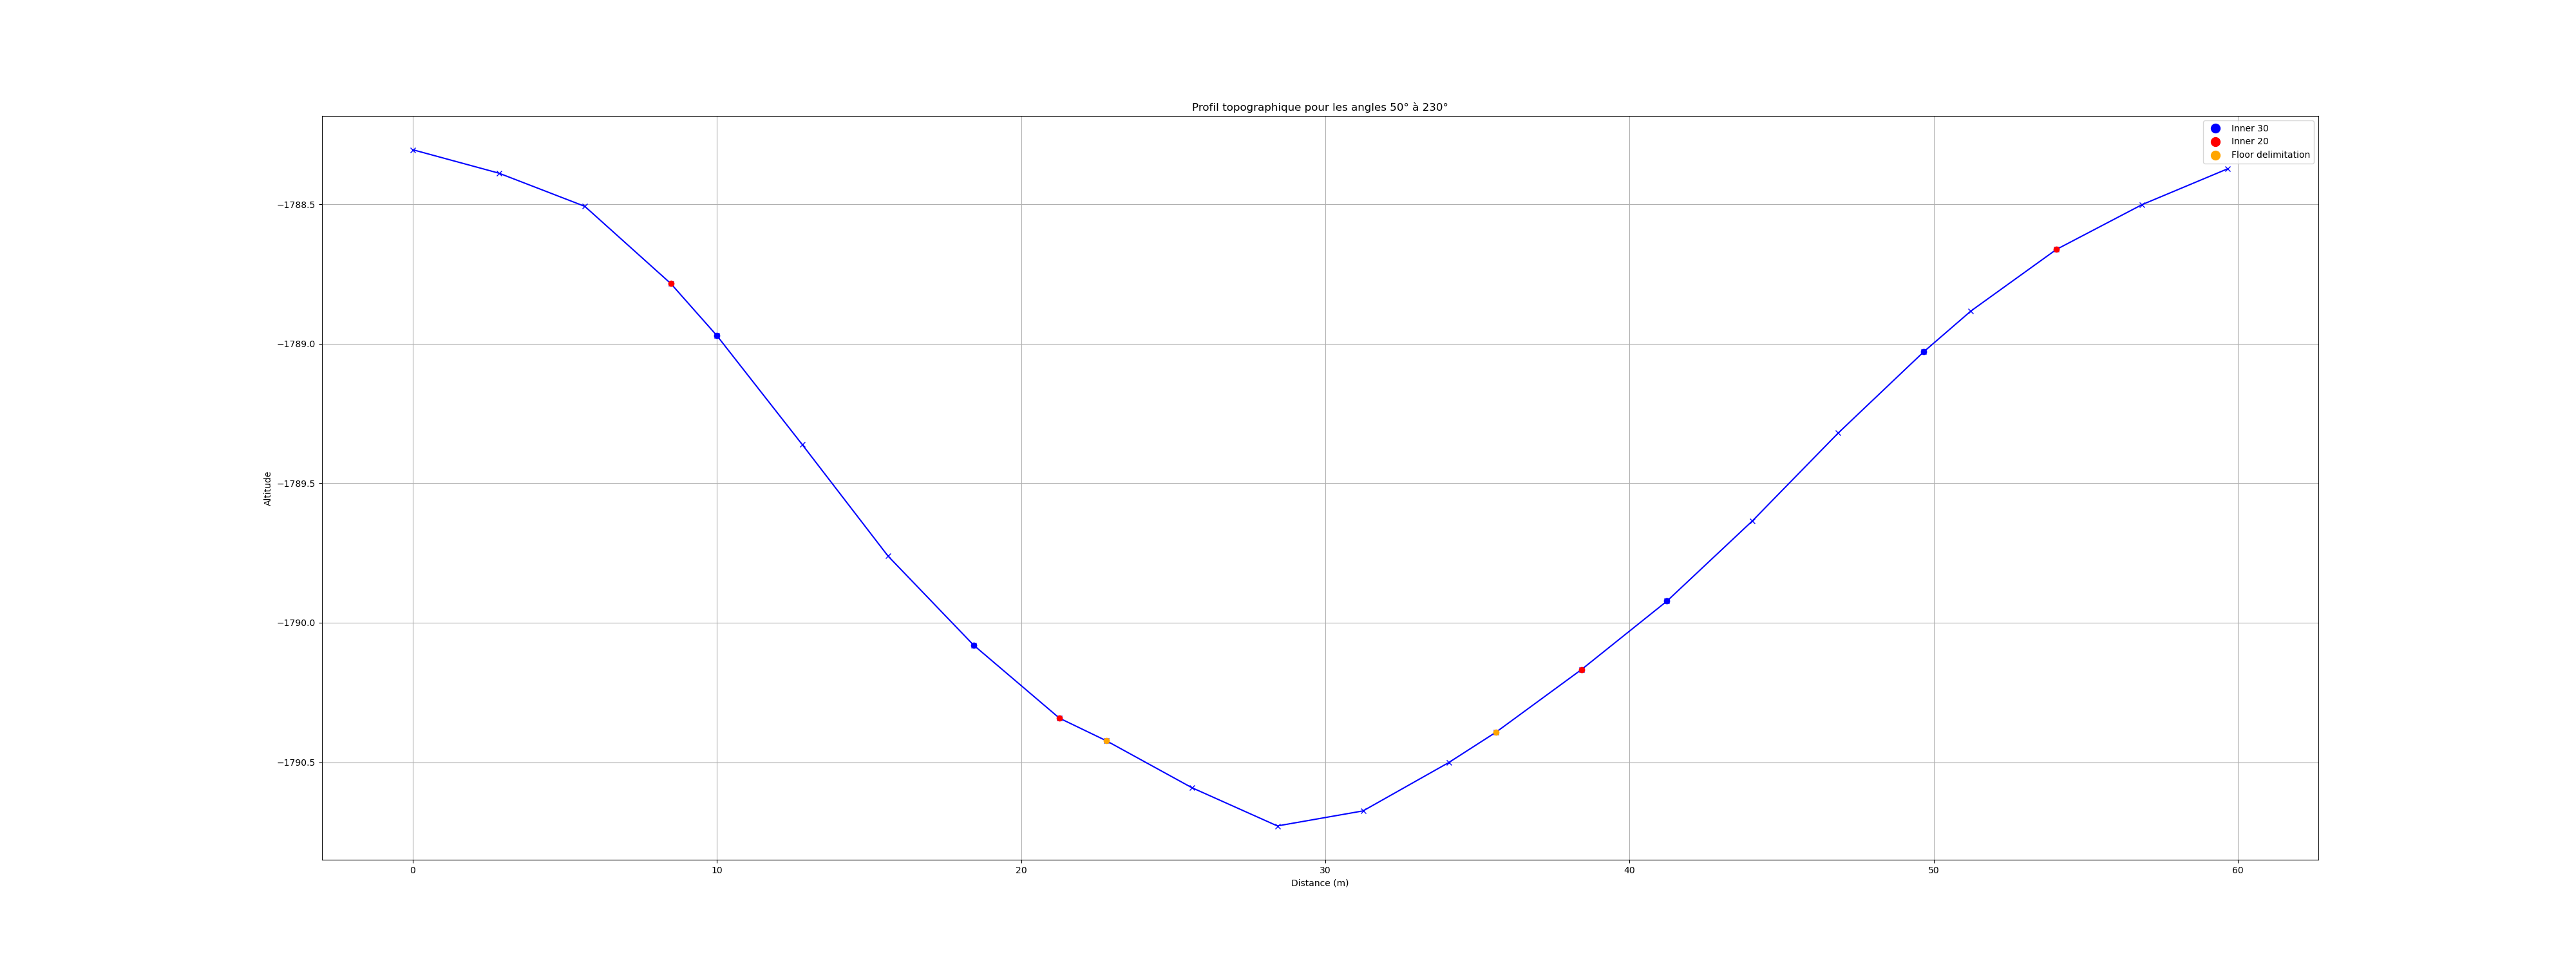 Profil topographique pour les angles 50° à 230°
Inner 30
Inner 20
Floor delimitation
−1788.5
−1789.0
−1789.5
−1790.0
−1790.5
Altitude
0 10 20 30 40 50 60
Distance (m)